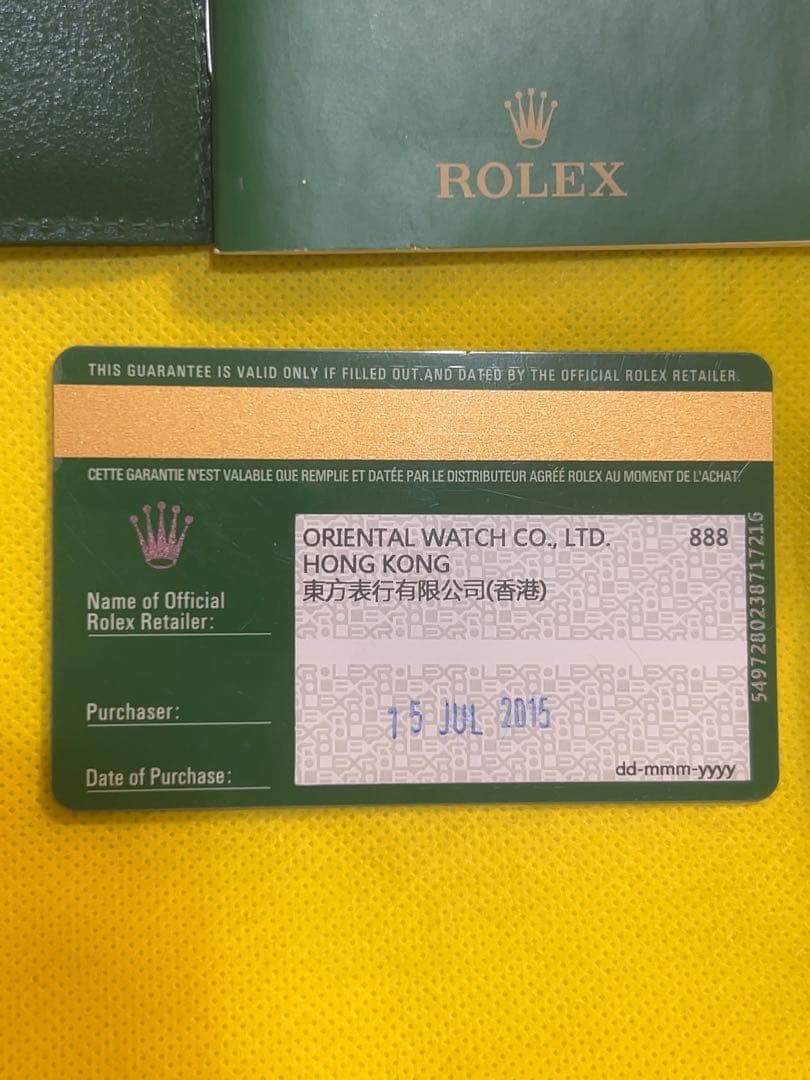 ROLEX
THIS GUARANTEE IS VALID ONLY IF FILLED OUT AND DATED BY THE OFFICIAL ROLEX RETAILER.
CETTE GARANTIE N'EST VALABLE QUE REMPLIE ET DATÉE PAR LE DISTRIBUTEUR AGRÉÉ ROLEX AU MOMENT DE L'ACHAT.
ORIENTAL WATCH CO., LTD. 888
HONG KONG
東方表行有限公司(香港)
Name of Official
Rolex Retailer:
Purchaser:
15 JUL 2015
Date of Purchase:
dd-mmm-yyyy
5497280238717216